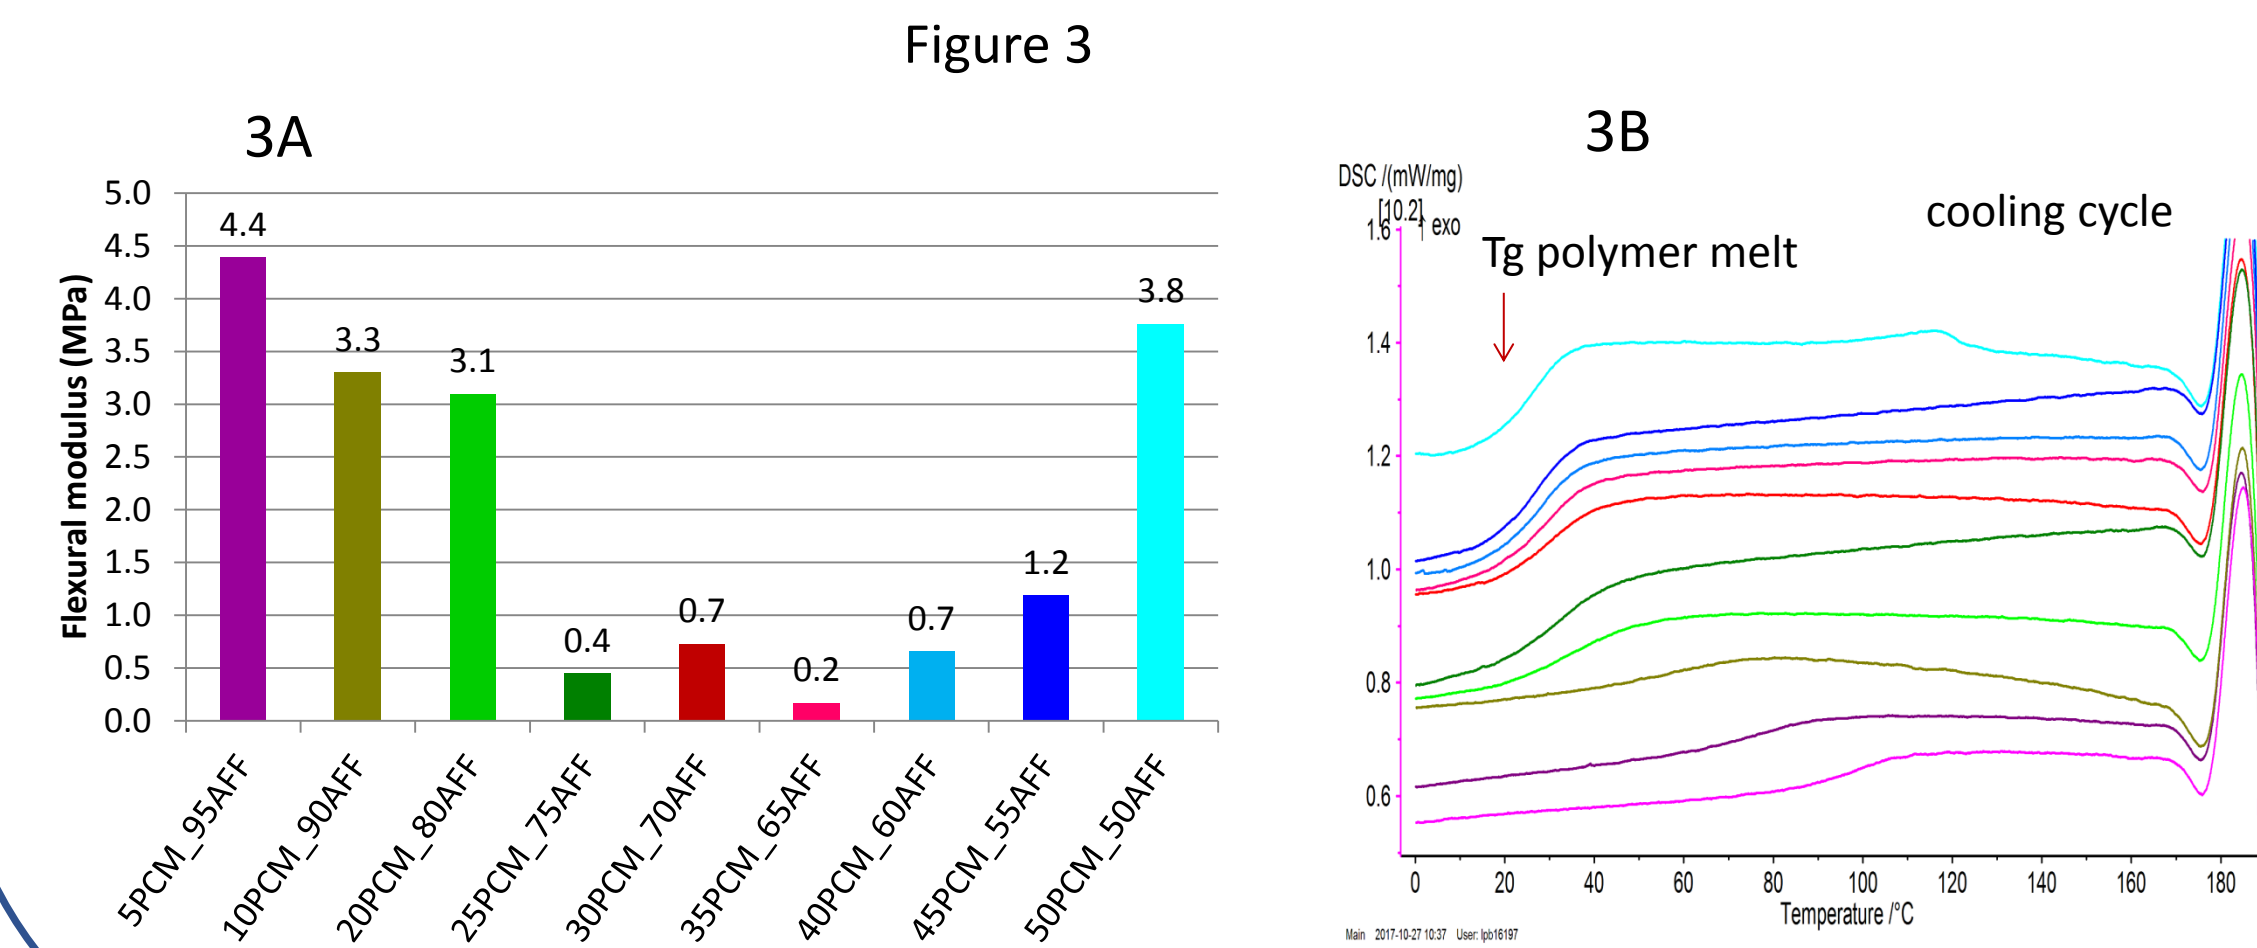 Figure 3
3A
Flexural modulus (MPa)
5.0
4.5
4.0
3.5
3.0
2.5
2.0
1.5
1.0
0.5
0.0
4.4
3.3
3.1
0.4
0.7
0.2
0.7
1.2
3.8
5PCM_95AFF
10PCM_90AFF
20PCM_80AFF
25PCM_75AFF
30PCM_70AFF
35PCM_65AFF
40PCM_60AFF
45PCM_55AFF
50PCM_50AFF
3B
DSC /(mW/mg)
[10.2]
↑ exo
cooling cycle
Tg polymer melt
1.6
1.4
1.2
1.0
0.8
0.6
0 20 40 60 80 100 120 140 160 180
Temperature /°C
Main 2017-10-27 10:37 User: lpb16197